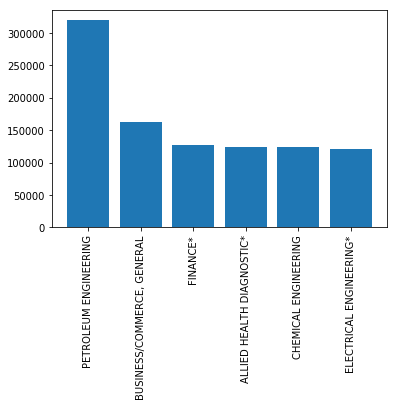 300000
250000
200000
150000
100000
50000
0
PETROLEUM ENGINEERING
BUSINESS/COMMERCE, GENERAL
FINANCE*
ALLIED HEALTH DIAGNOSTIC*
CHEMICAL ENGINEERING
ELECTRICAL ENGINEERING*